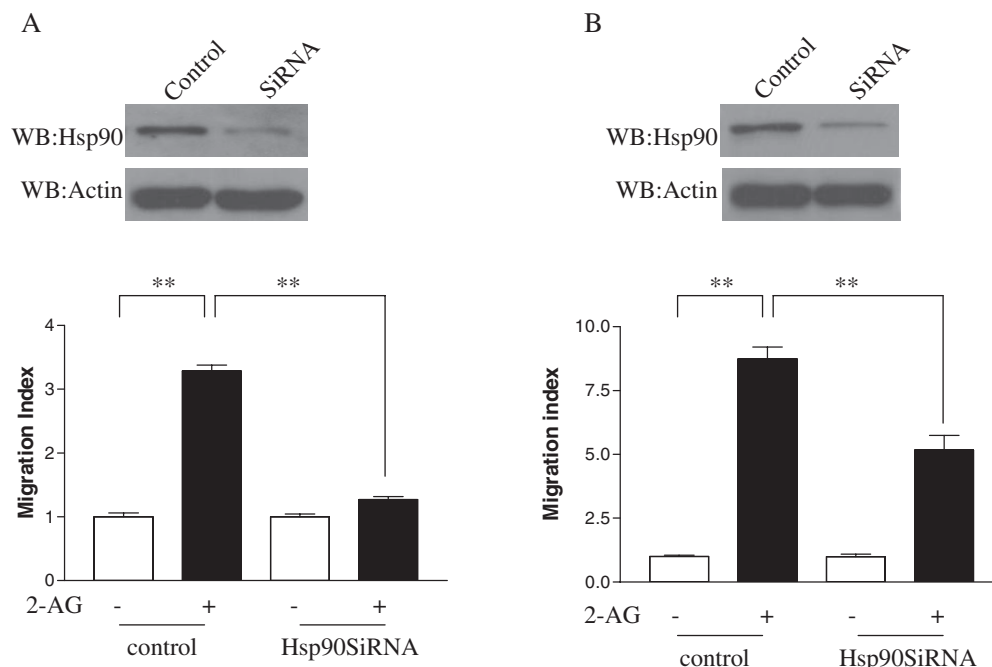 A
Control
SiRNA
WB:Hsp90
WB:Actin
**
**
Migration Index
4
3
2
1
0
2-AG
- + - +
control
Hsp90SiRNA
B
Control
SiRNA
WB:Hsp90
WB:Actin
**
**
Migration index
10.0
7.5
5.0
2.5
0.0
2-AG
- + - +
control
Hsp90SiRNA